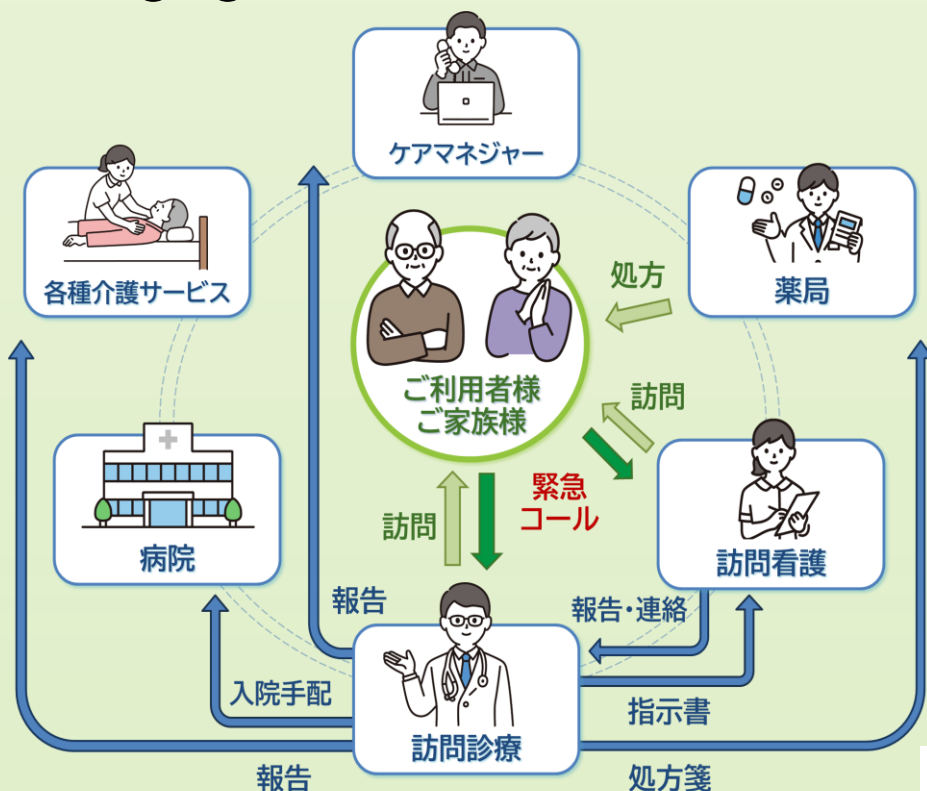 ケアマネジャー
各種介護サービス
薬局
処方
ご利用者様
ご家族様
訪問
緊急
コール
訪問
病院
訪問看護
報告
報告・連絡
入院手配
指示書
訪問診療
報告
処方箋